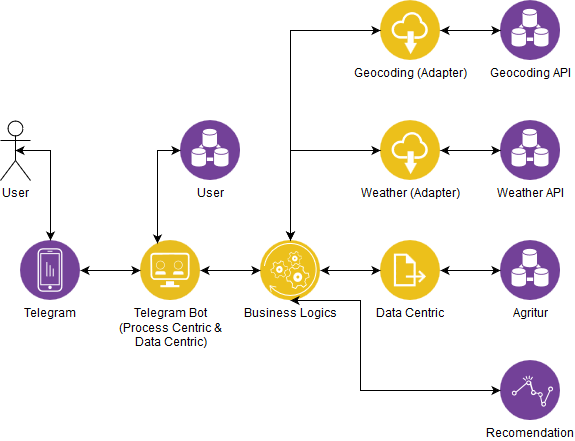 Geocoding (Adapter)
Geocoding API
User
User
Weather (Adapter)
Weather API
Telegram
Telegram Bot
(Process Centric &
Data Centric)
Business Logics
Data Centric
Agritur
Recomendation